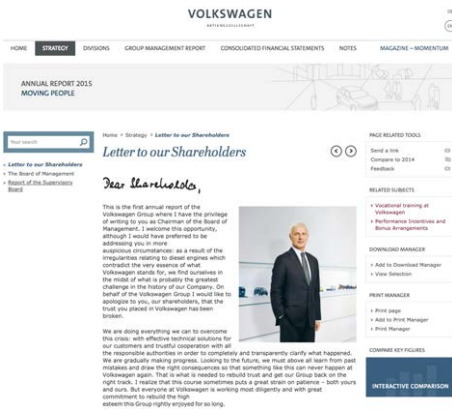 VOLKSWAGEN
AKTIENGESELLSCHAFT
HOME STRATEGY DIVISIONS GROUP MANAGEMENT REPORT CONSOLIDATED FINANCIAL STATEMENTS NOTES MAGAZINE – MOMENTUM
ANNUAL REPORT 2015
MOVING PEOPLE
Your search
Letter to our Shareholders
The Board of Management
Report of the Supervisory
Board
Home Strategy Letter to our Shareholders
Letter to our Shareholders
Dear Shareholders,
This is the first annual report of the
Volkswagen Group where I have the privilege
of writing to you as Chairman of the Board of
Management. I welcome this opportunity,
although I would have preferred to be
addressing you in more
auspicious circumstances: as a result of the
irregularities relating to diesel engines which
contradict the very essence of what
Volkswagen stands for, we find ourselves in
the midst of what is probably the greatest
challenge in the history of our Company. On
behalf of the Volkswagen Group I would like to
apologize to you, our shareholders, that the
trust you placed in Volkswagen has been
broken.
We are doing everything we can to overcome
this crisis: with effective technical solutions for
our customers and trustful cooperation with all
the responsible authorities in order to completely and transparently clarify what happened.
We are gradually making progress. Looking to the future, we must above all learn from past
mistakes and draw the right consequences so that something like this can never happen at
Volkswagen again. That is what is needed to rebuild trust and get our Group back on the
right track. I realize that this course sometimes puts a great strain on patience – both yours
and ours. But everyone at Volkswagen is working most diligently and with great
commitment to rebuild the high
esteem this Group rightly enjoyed for so long.
PAGE RELATED TOOLS
Send a link
Compare to 2014
Feedback
RELATED SUBJECTS
Vocational training at
Volkswagen
Performance Incentives and
Bonus Arrangements
DOWNLOAD MANAGER
Add to Download Manager
View Selection
PRINT MANAGER
Print page
Add to Print Manager
Print Manager
COMPARE KEY FIGURES
INTERACTIVE COMPARISON